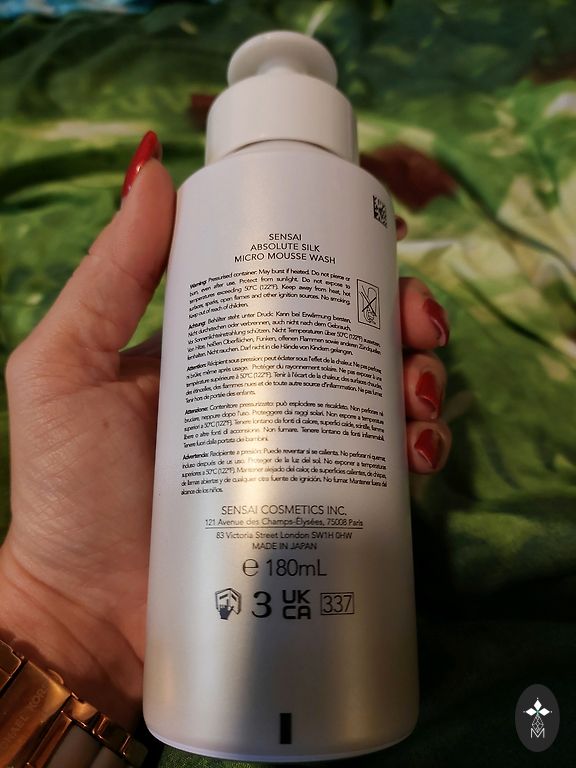 SENSAI
ABSOLUTE SILK
MICRO MOUSSE WASH
Warning: Pressurised container: May burst if heated. Do not pierce or
burn, even after use. Protect from sunlight. Do not expose to
temperatures exceeding 50°C (122°F). Keep away from heat, hot
surfaces, sparks, open flames and other ignition sources. No smoking.
Keep out of reach of children.
Achtung: Behälter steht unter Druck: Kann bei Erwärmung bersten.
Nicht durchstechen oder verbrennen, auch nicht nach dem Gebrauch.
Vor Sonneneinstrahlung schützen. Nicht Temperaturen über 50°C (122°F) aussetzen.
Von Hitze, heißen Oberflächen, Funken, offenen Flammen sowie anderen Zündquellen
fernhalten. Nicht rauchen. Darf nicht in die Hände von Kindern gelangen.
Attention: Récipient sous pression: peut éclater sous l'effet de la chaleur. Ne pas perforer,
ni brûler, même après usage. Protéger du rayonnement solaire. Ne pas exposer à une
température supérieure à 50°C (122°F). Tenir à l'écart de la chaleur, des surfaces chaudes,
des étincelles, des flammes nues et de toute autre source d'inflammation. Ne pas fumer.
Tenir hors de portée des enfants.
Attenzione: Contenitore pressurizzato: può esplodere se riscaldato. Non perforare né
bruciare, neppure dopo l'uso. Proteggere dai raggi solari. Non esporre a temperature
superiori a 50°C (122°F). Tenere lontano da fonti di calore, superfici calde, scintille, fiamme
libere o altre fonti di accensione. Non fumare. Tenere lontano da fonti infiammabili.
Tenere fuori dalla portata dei bambini.
Advertencia: Recipiente a presión: Puede reventar si se calienta. No perforar ni quemar,
incluso después de su uso. Proteger de la luz del sol. No exponer a temperaturas
superiores a 50°C (122°F). Mantener alejado del calor, de superficies calientes, de chispas,
de llamas abiertas y de cualquier otra fuente de ignición. No fumar. Mantener fuera del
alcance de los niños.
SENSAI COSMETICS INC.
121 Avenue des Champs-Élysées, 75008 Paris
83 Victoria Street London SW1H 0HW
MADE IN JAPAN
e 180mL
3 UK
CA 337
MICHAEL KORS
M